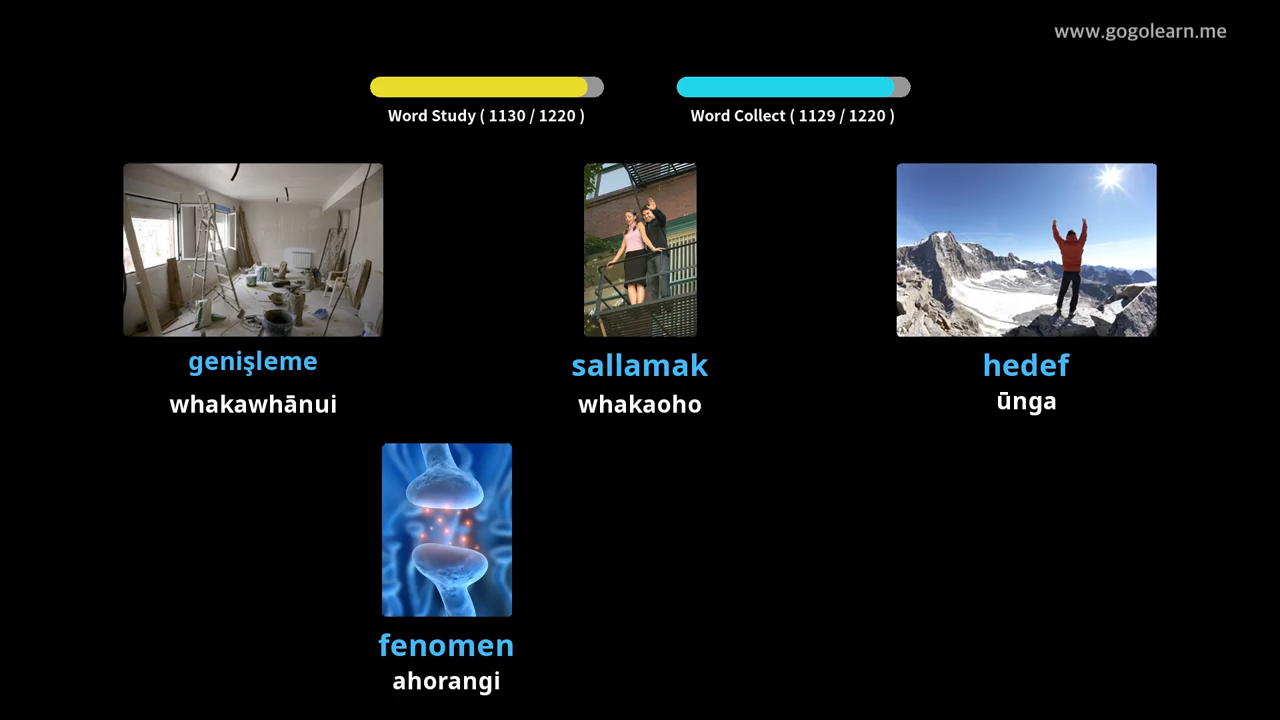 www.gogolearn.me
Word Study ( 1130 / 1220 )
Word Collect ( 1129 / 1220 )
genişleme
whakawhānui
sallamak
whakaoho
hedef
ūnga
fenomen
ahorangi